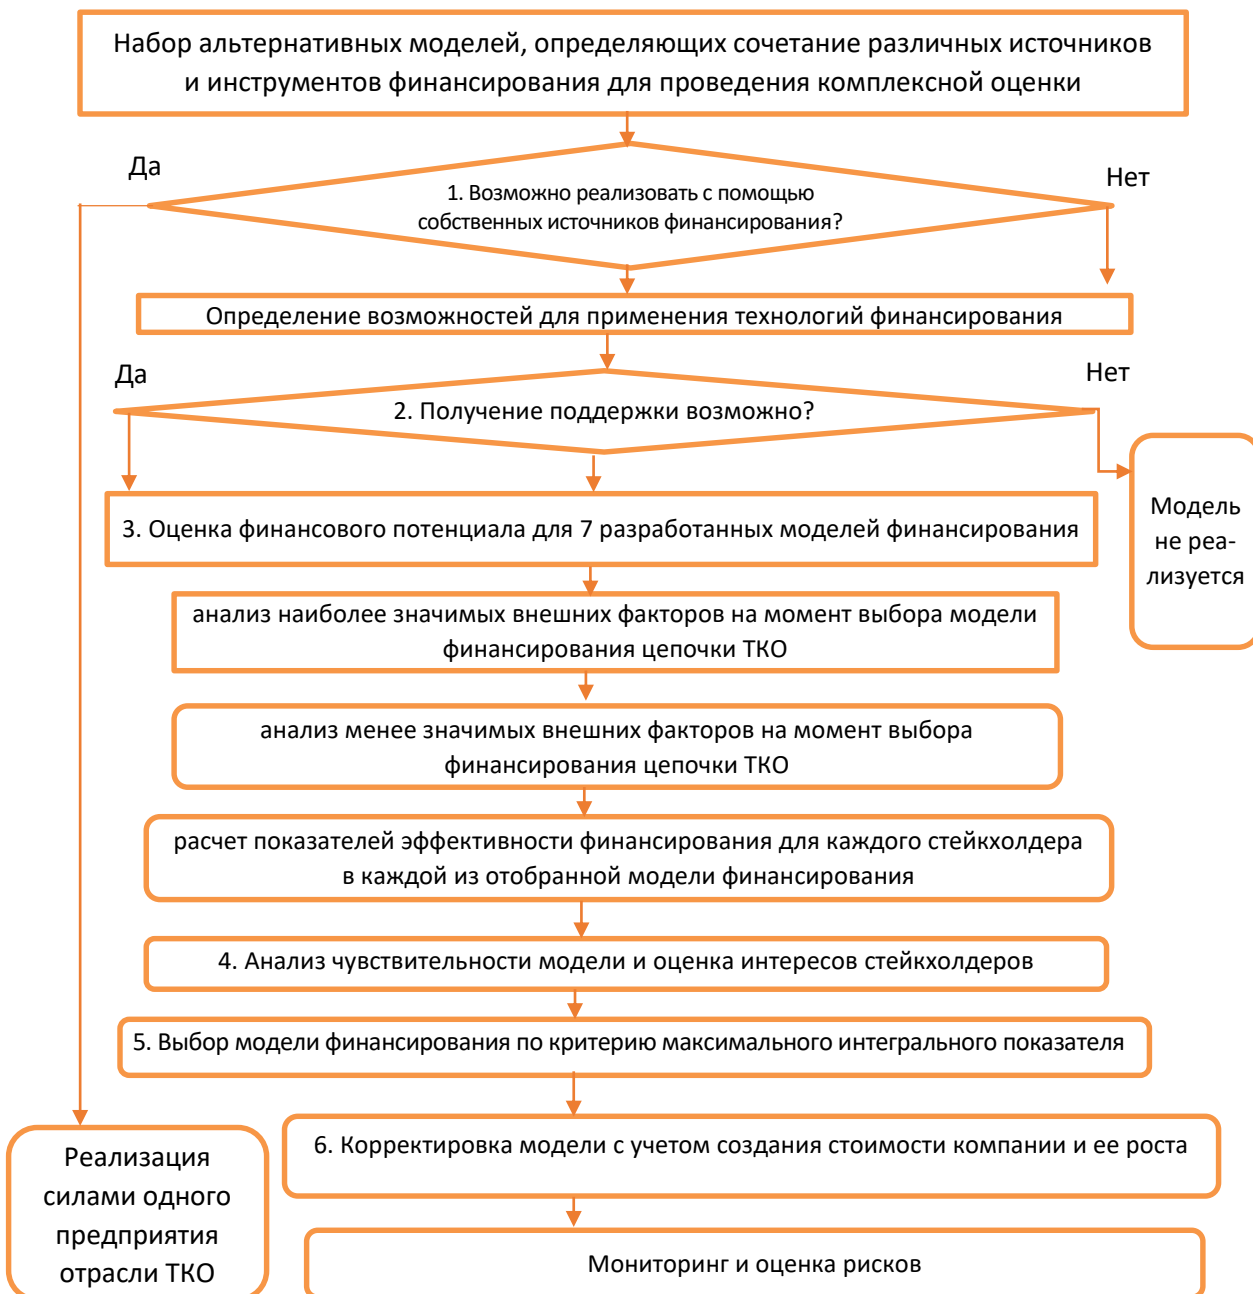 Набор альтернативных моделей, определяющих сочетание различных источников
и инструментов финансирования для проведения комплексной оценки
Да
Нет
1. Возможно реализовать с помощью
собственных источников финансирования?
Определение возможностей для применения технологий финансирования
Да
Нет
2. Получение поддержки возможно?
3. Оценка финансового потенциала для 7 разработанных моделей финансирования
Модель
не реа-
лизуется
анализ наиболее значимых внешних факторов на момент выбора модели
финансирования цепочки ТКО
анализ менее значимых внешних факторов на момент выбора
финансирования цепочки ТКО
расчет показателей эффективности финансирования для каждого стейкхолдера
в каждой из отобранной модели финансирования
4. Анализ чувствительности модели и оценка интересов стейкхолдеров
5. Выбор модели финансирования по критерию максимального интегрального показателя
6. Корректировка модели с учетом создания стоимости компании и ее роста
Реализация
силами одного
предприятия
отрасли ТКО
Мониторинг и оценка рисков